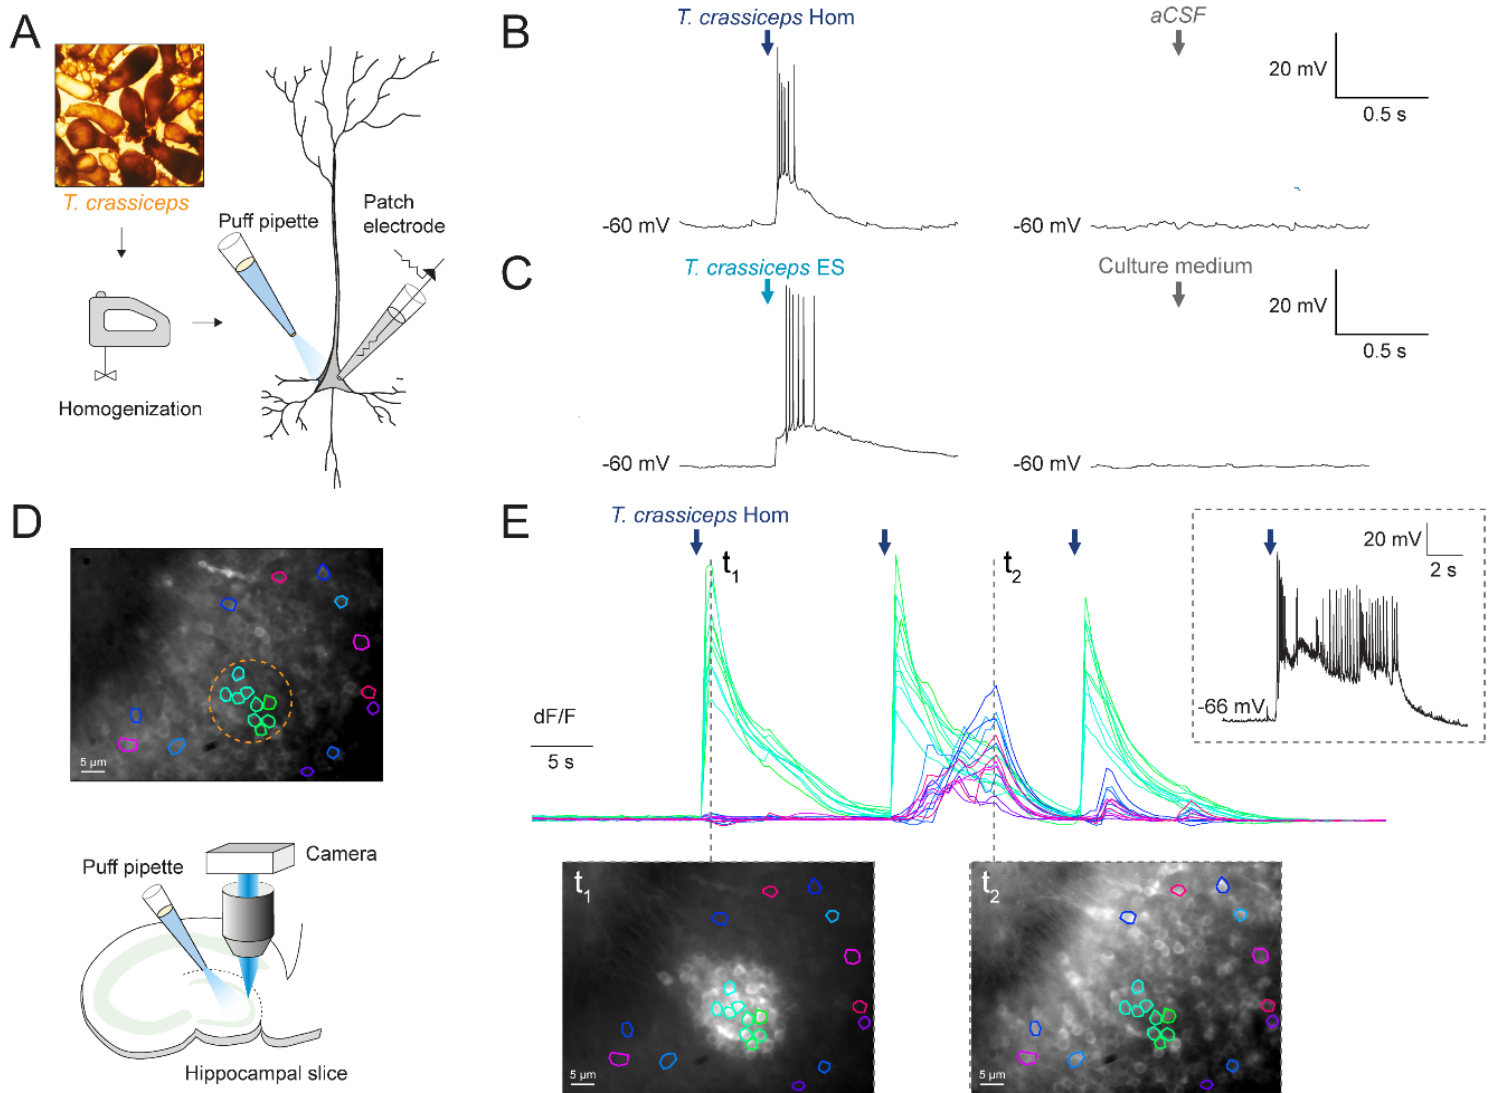 A
T. crassiceps
Homogenization
Puff pipette
Patch
electrode
B
T. crassiceps Hom
aCSF
20 mV
0.5 s
-60 mV
-60 mV
C
T. crassiceps ES
Culture medium
20 mV
0.5 s
-60 mV
-60 mV
D
5 µm
Puff pipette
Camera
Hippocampal slice
E
T. crassiceps Hom
t1
t2
20 mV
2 s
-66 mV
dF/F
5 s
t1
5 µm
t2
5 µm